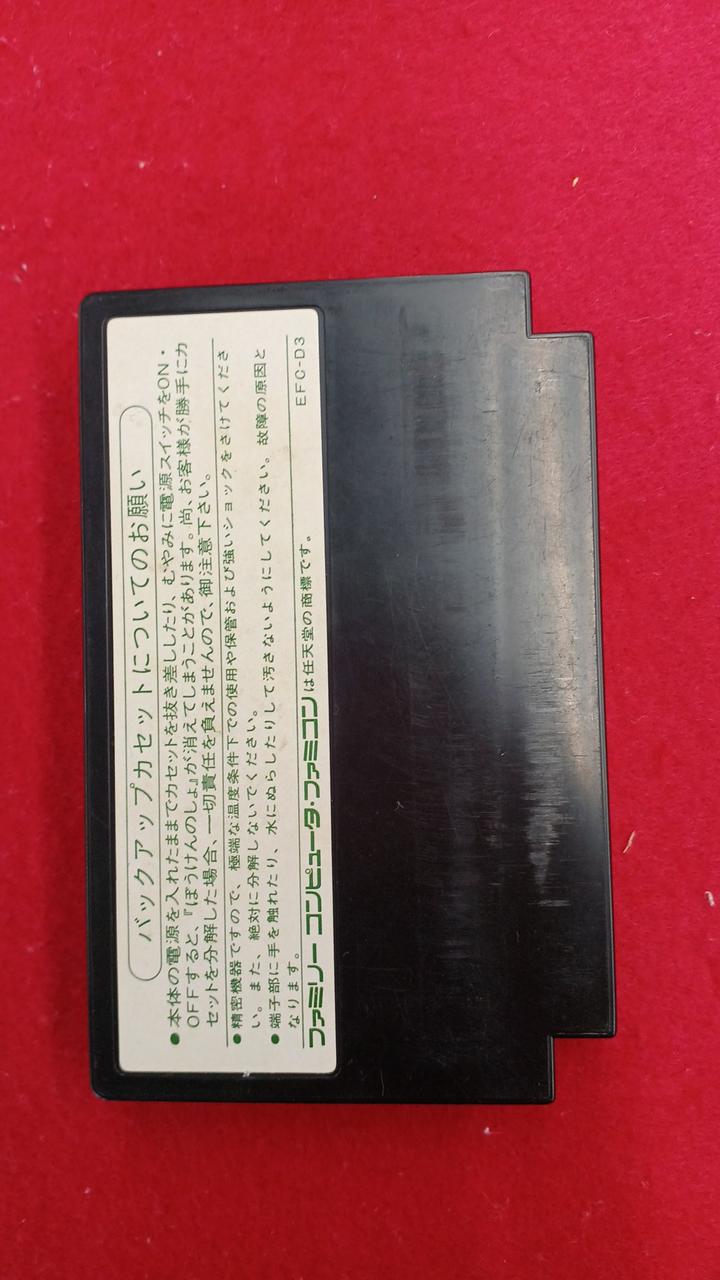 バックアップカセットについてのお願い
●本体の電源を入れたままでカセットを抜き差ししたり、むやみに電源スイッチをON・
OFFすると、『ぼうけんのしょ』が消えてしまうことがあります。尚、お客様が勝手にカ
セットを分解した場合、一切責任を負えませんので、御注意下さい。
●精密機器ですので、極端な温度条件下での使用や保管および強いショックをさけてくださ
い。また、絶対に分解しないでください。
●端子部に手を触れたり、水にぬらしたりして汚さないようにしてください。故障の原因と
なります。
EFC-D3
ファミリー コンピュータ・ファミコンは任天堂の商標です。